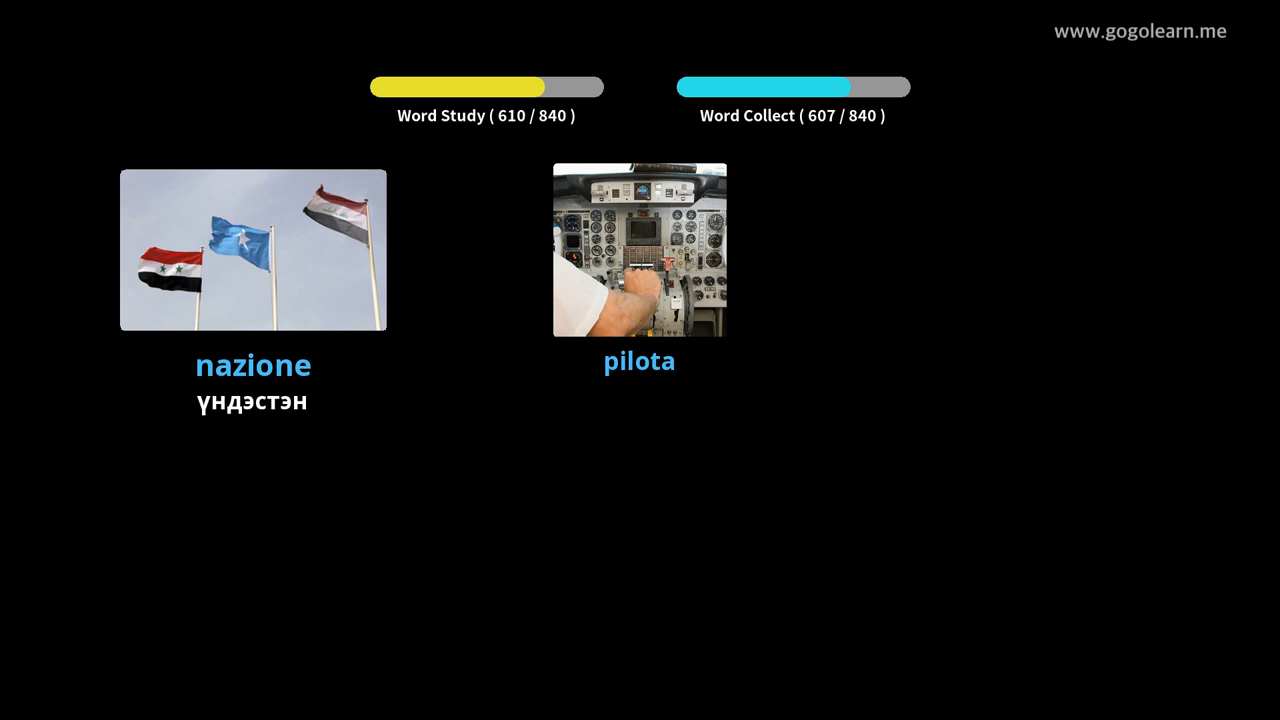 www.gogolearn.me
Word Study ( 610 / 840 )
Word Collect ( 607 / 840 )
nazione
үндэстэн
pilota